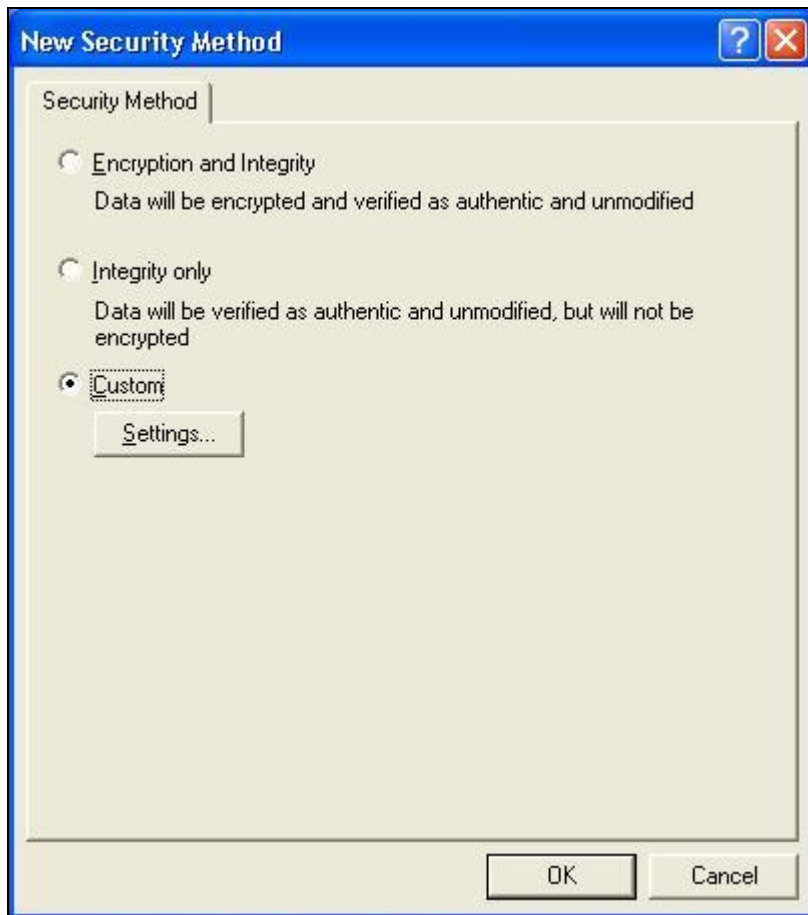 New Security Method
?
Security Method
Encryption and Integrity
Data will be encrypted and verified as authentic and unmodified
Integrity only
Data will be verified as authentic and unmodified, but will not be
encrypted
Custom
Settings...
OK Cancel